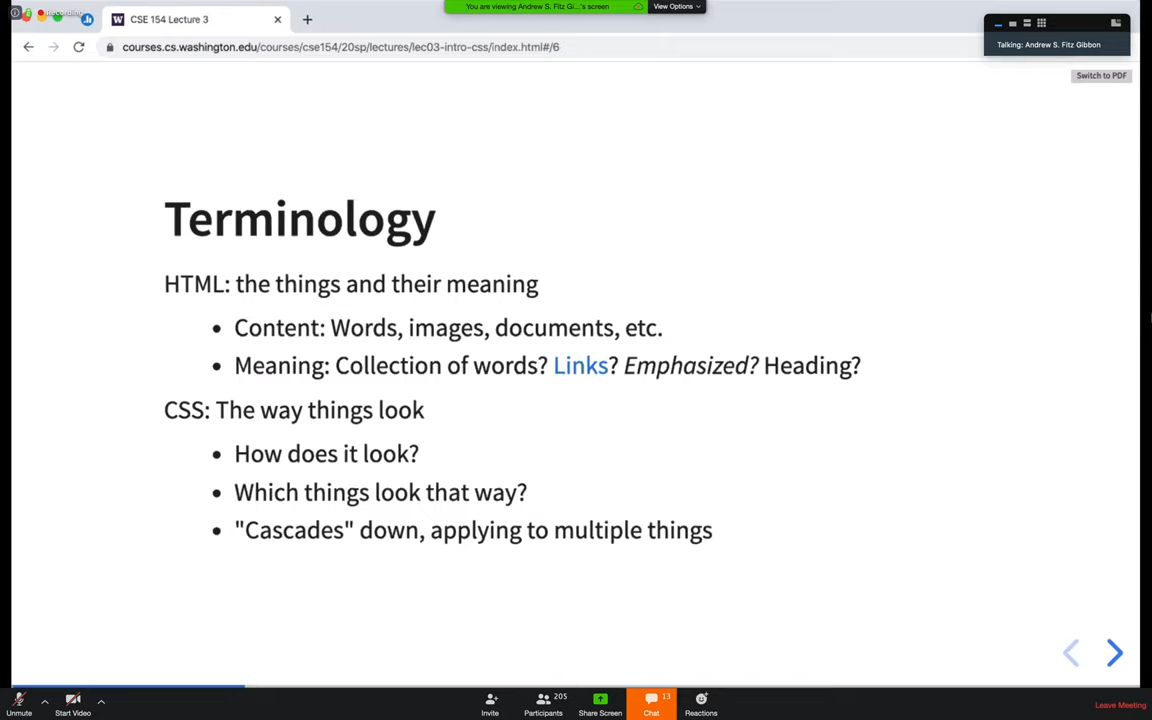 Recording
CSE 154 Lecture 3
You are viewing Andrew S. Fitz Gi...'s screen
View Options
courses.cs.washington.edu/courses/cse154/20sp/lectures/lec03-intro-css/index.html#/6
Talking: Andrew S. Fitz Gibbon
Switch to PDF
Terminology
HTML: the things and their meaning
• Content: Words, images, documents, etc.
• Meaning: Collection of words? Links? Emphasized? Heading?
CSS: The way things look
• How does it look?
• Which things look that way?
• "Cascades" down, applying to multiple things
Unmute
Start Video
Invite
Participants 205
Share Screen
Chat 13
Reactions
Leave Meeting